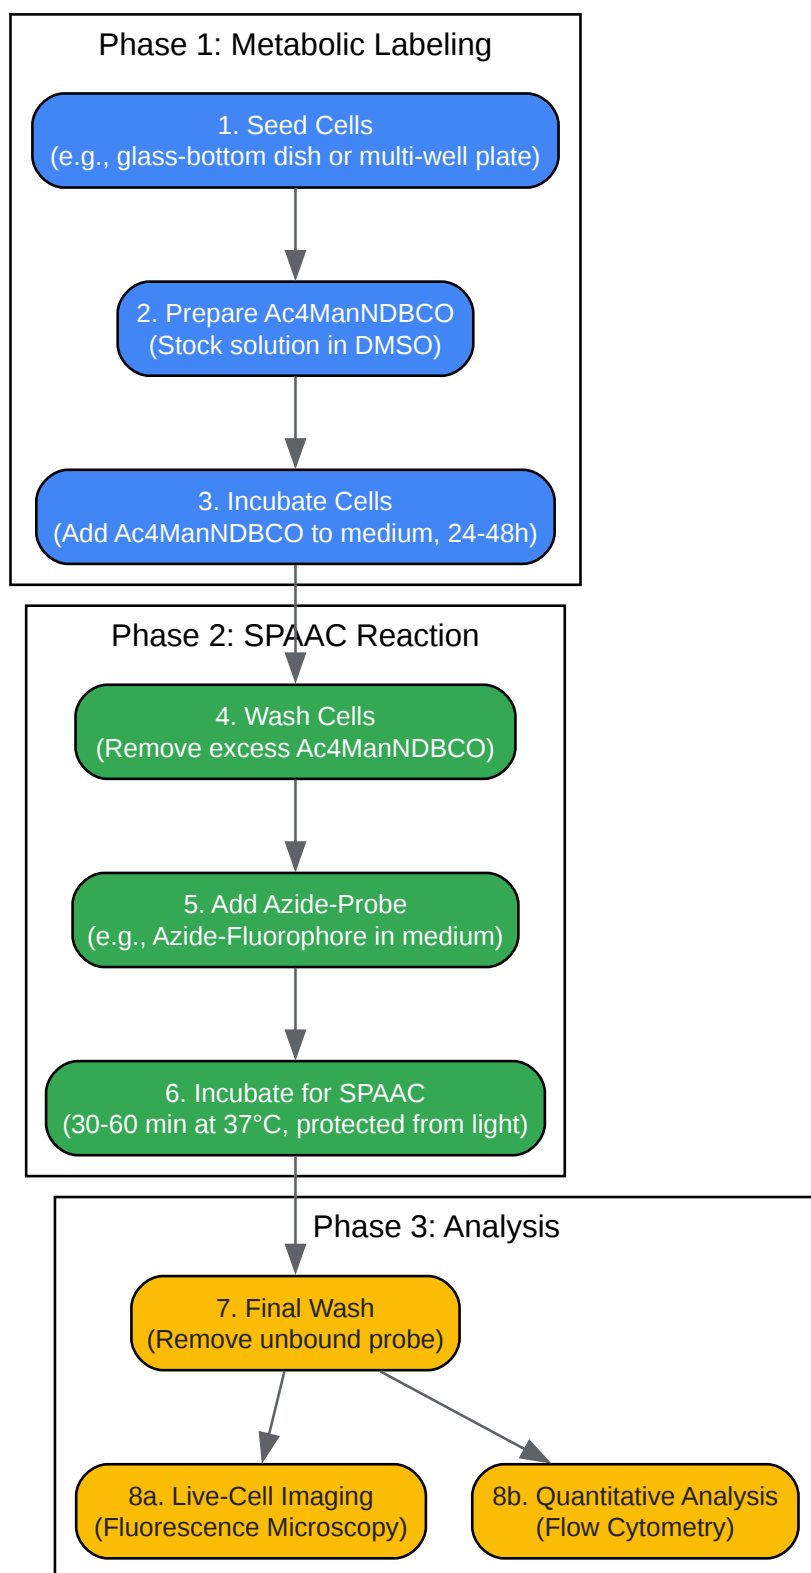 Phase 1: Metabolic Labeling
1. Seed Cells
(e.g., glass-bottom dish or multi-well plate)
2. Prepare Ac4ManNDBCO
(Stock solution in DMSO)
3. Incubate Cells
(Add Ac4ManNDBCO to medium, 24-48h)
Phase 2: SPAAC Reaction
4. Wash Cells
(Remove excess Ac4ManNDBCO)
5. Add Azide-Probe
(e.g., Azide-Fluorophore in medium)
6. Incubate for SPAAC
(30-60 min at 37°C, protected from light)
Phase 3: Analysis
7. Final Wash
(Remove unbound probe)
8a. Live-Cell Imaging
(Fluorescence Microscopy)
8b. Quantitative Analysis
(Flow Cytometry)